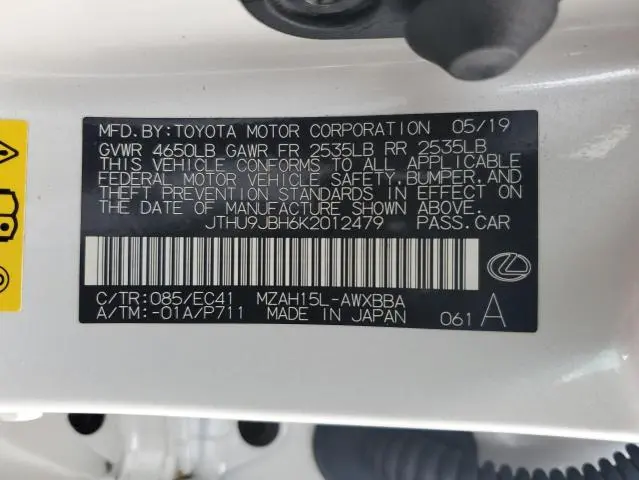 MFD. BY: TOYOTA MOTOR CORPORATION 05/19
GVWR 4650LB GAWR FR 2535LB RR 2535LB
THIS VEHICLE CONFORMS TO ALL APPLICABLE
FEDERAL MOTOR VEHICLE SAFETY, BUMPER, AND
THEFT PREVENTION STANDARDS IN EFFECT ON
THE DATE OF MANUFACTURE SHOWN ABOVE.
JTHU9JBH6K2012479 PASS. CAR
C/TR: 085/EC41 MZAH15L-AWXBBA
A/TM: -01A/P711 MADE IN JAPAN 061 A